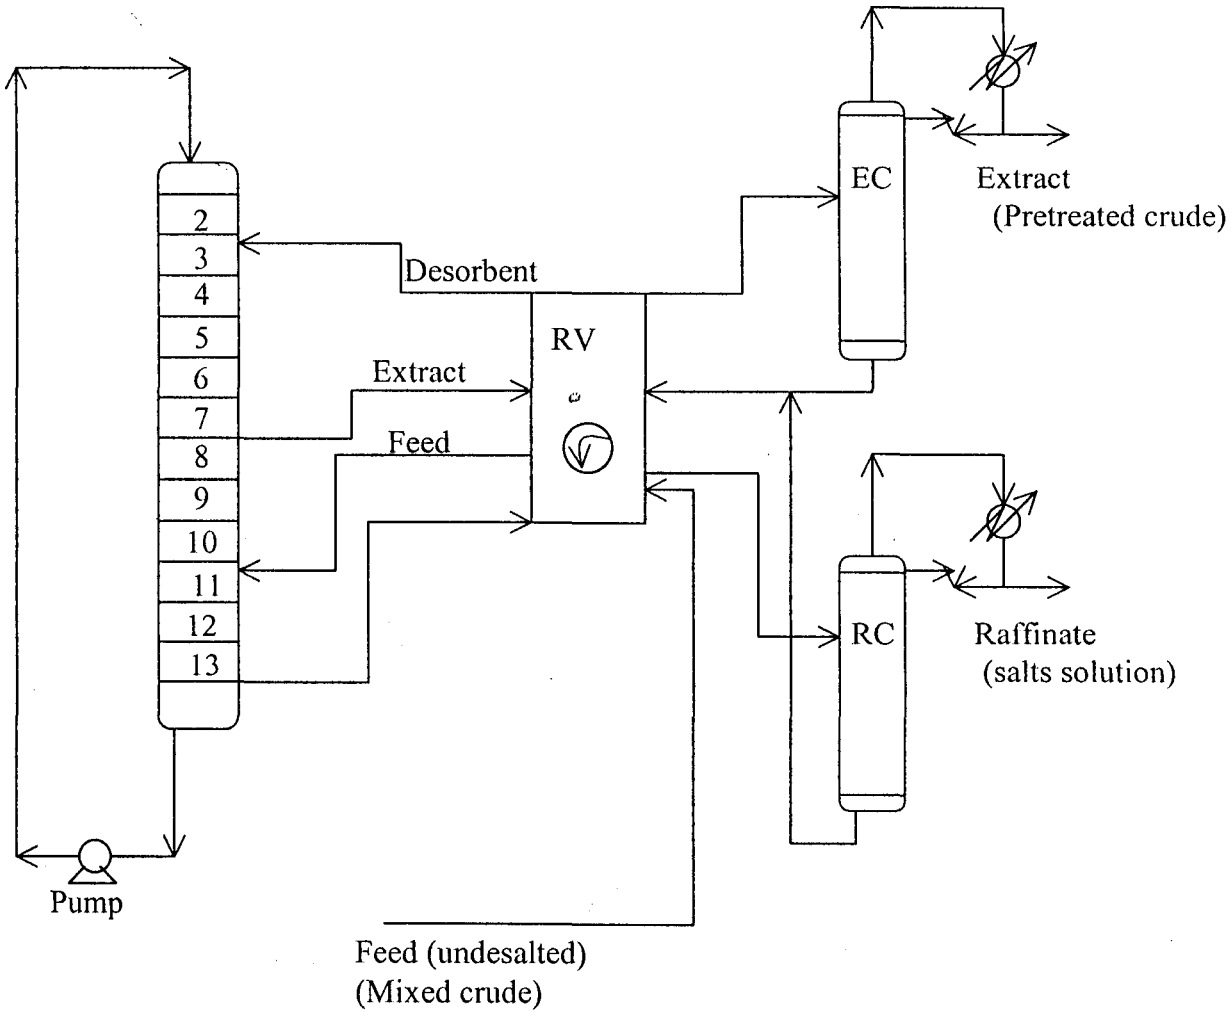 EC
Extract
(Pretreated crude)
2
3
4
5
6
7
8
9
10
11
12
13
Desorbent
RV
Extract
Feed
RC
Raffinate
(salts solution)
Pump
Feed (undesalted)
(Mixed crude)